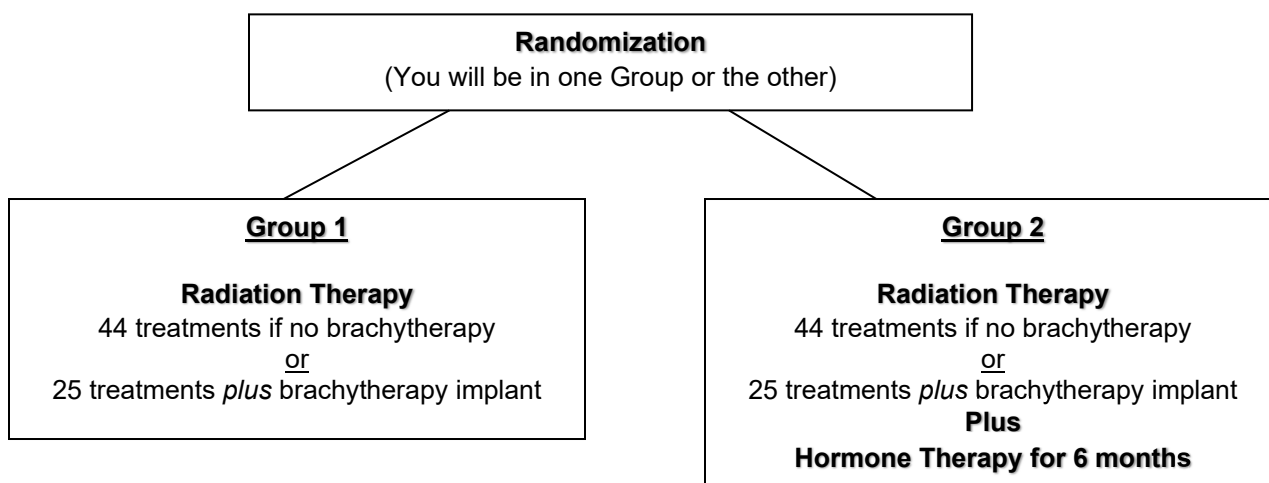 Randomization
(You will be in one Group or the other)
Group 1
Radiation Therapy
44 treatments if no brachytherapy
or
25 treatments plus brachytherapy implant
Group 2
Radiation Therapy
44 treatments if no brachytherapy
or
25 treatments plus brachytherapy implant
Plus
Hormone Therapy for 6 months